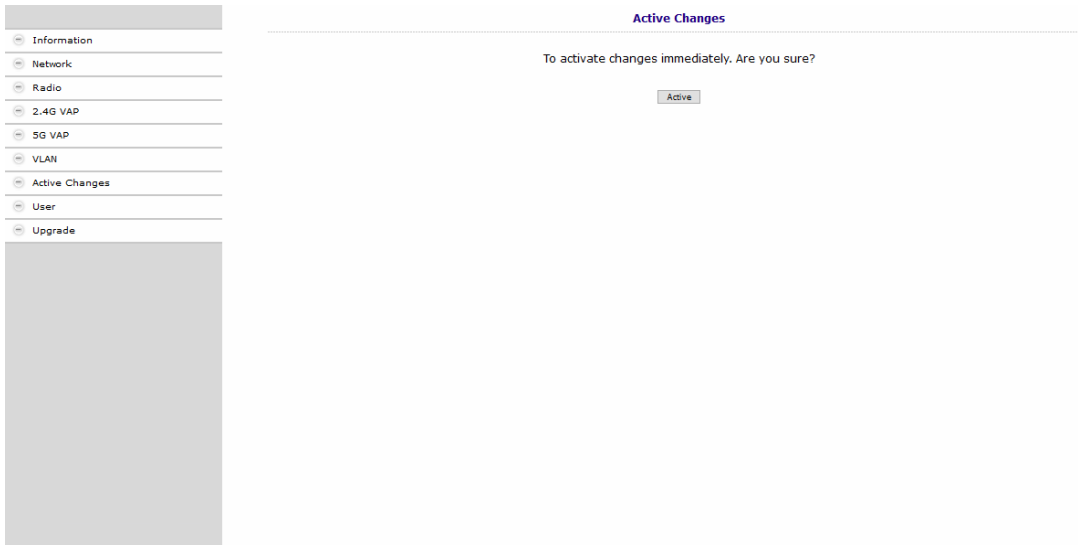 Information
Network
Radio
2.4G VAP
5G VAP
VLAN
Active Changes
User
Upgrade
Active Changes
To activate changes immediately. Are you sure?
Active